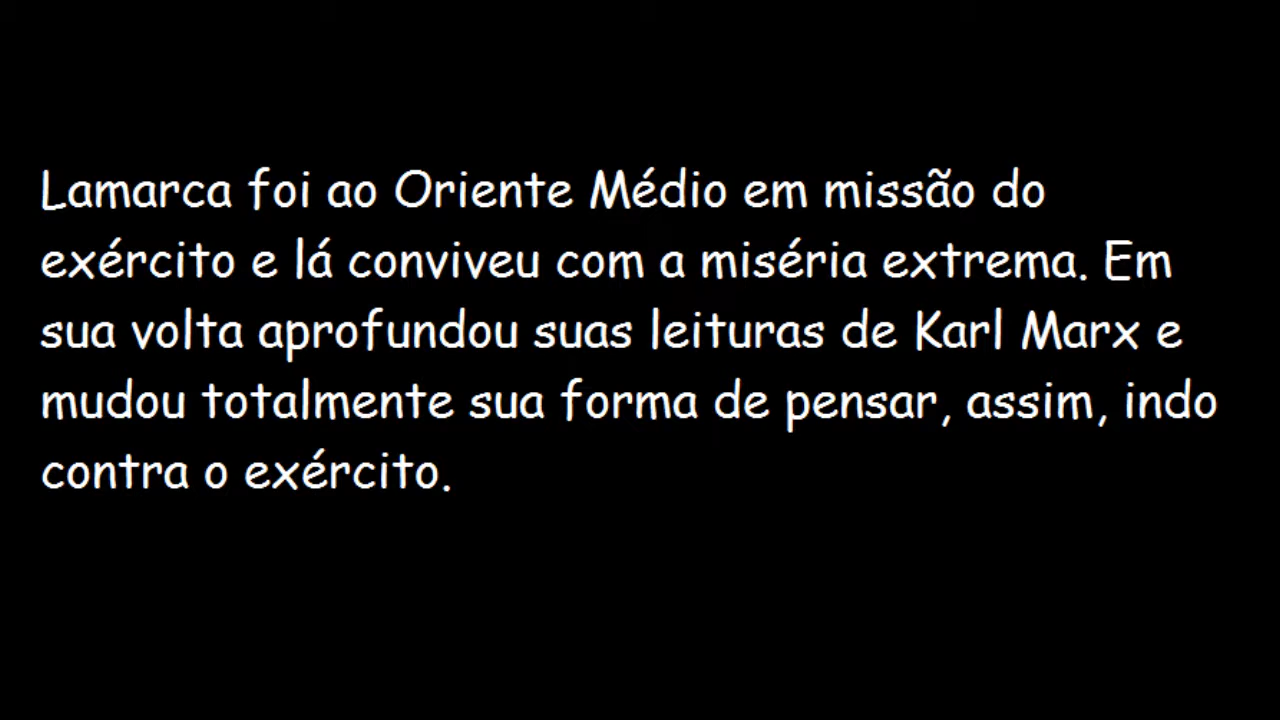 Lamarca foi ao Oriente Médio em missão do
exército e lá conviveu com a miséria extrema. Em
sua volta aprofundou suas leituras de Karl Marx e
mudou totalmente sua forma de pensar, assim, indo
contra o exército.